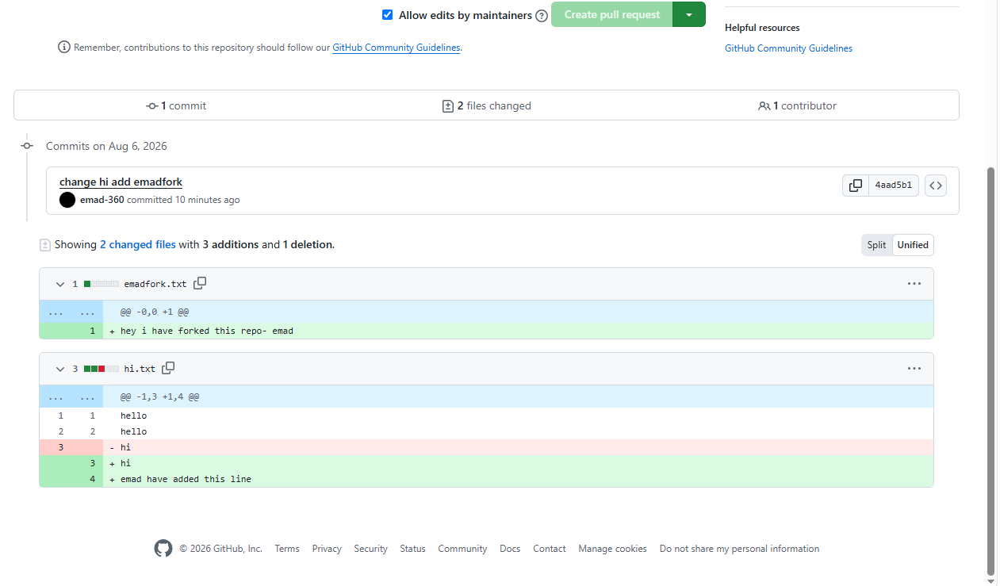 Allow edits by maintainers Create pull request
Helpful resources
Remember, contributions to this repository should follow our GitHub Community Guidelines.
GitHub Community Guidelines
1 commit
2 files changed
1 contributor
Commits on Aug 6, 2026
change hi add emadfork
emad-360 committed 10 minutes ago
4aad5b1
Showing 2 changed files with 3 additions and 1 deletion.
Split Unified
1 emadfork.txt
... ... @@ -0,0 +1 @@
1 + hey i have forked this repo- emad
3 hi.txt
... ... @@ -1,3 +1,4 @@
1 1 hello
2 2 hello
3 - hi
3 + hi
4 + emad have added this line
© 2026 GitHub, Inc. Terms Privacy Security Status Community Docs Contact Manage cookies Do not share my personal information